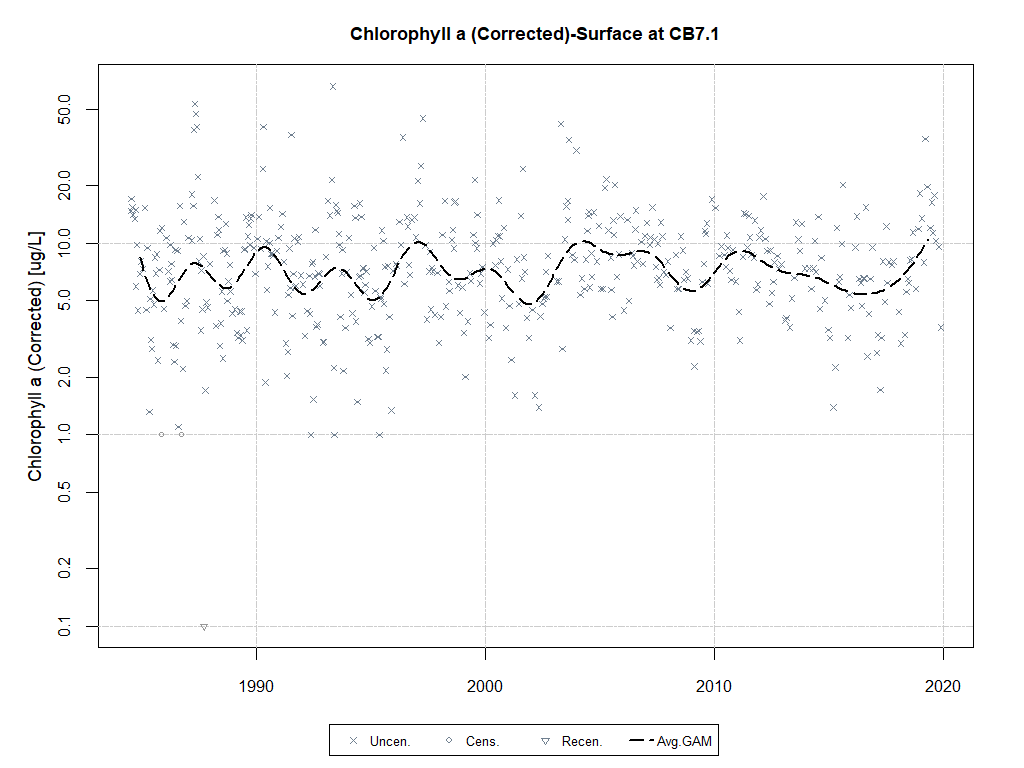 Chlorophyll a (Corrected)-Surface at CB7.1
Chlorophyll a (Corrected) [ug/L]
50.0
20.0
10.0
5.0
2.0
1.0
0.5
0.2
0.1
1990 2000 2010 2020
Uncen. Cens. Recen. Avg.GAM